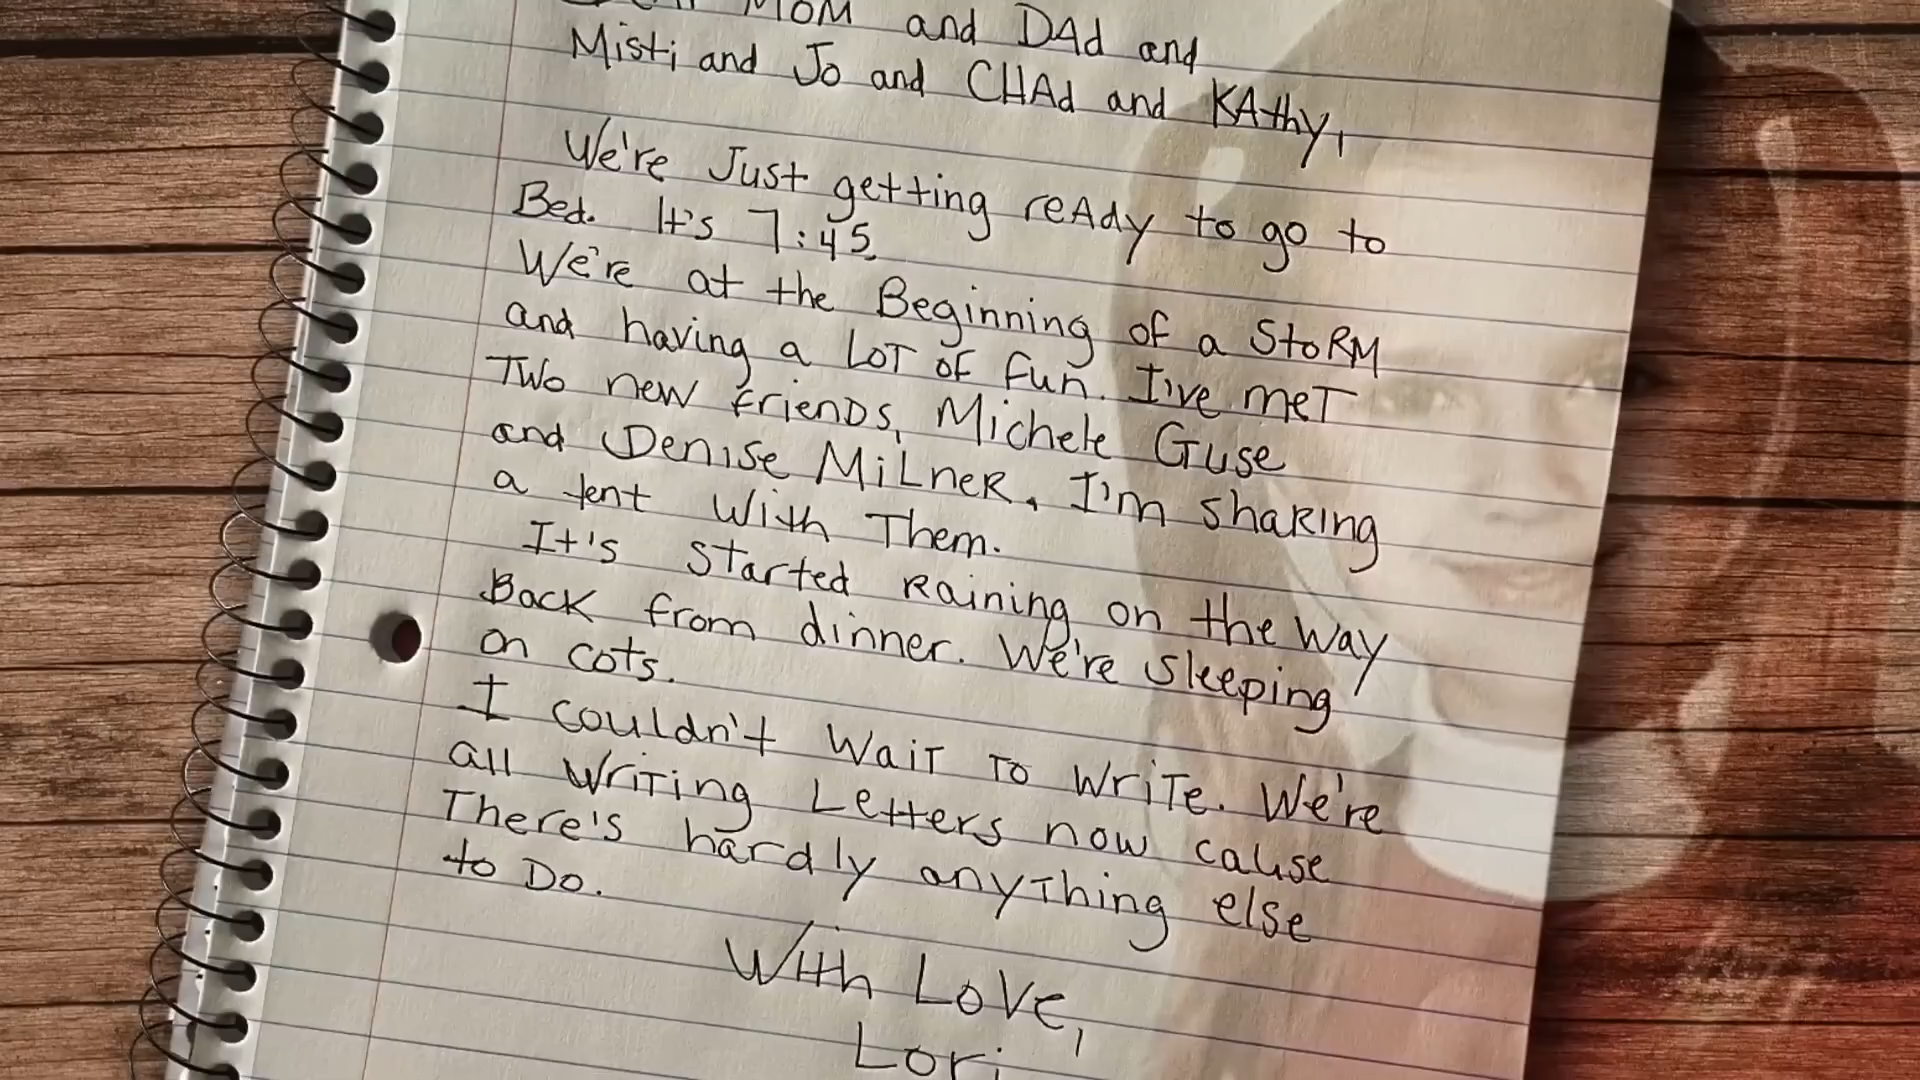 MOM and DAd and
Misti and Jo and CHAd and KAthy,
We're Just getting reAdy to go to
Bed. It's 7:45
We're at the Beginning of a StoRM
and having a LoT oF fun. I've meT
Two new friends, Michele Guse
and Denise MiLneR. I'm shaRing
a tent With Them.
It's started Raining on the Way
Back from dinner. We're sleeping
on cots.
I couldn't WaiT To WriTe. We're
all WriTing Letters now cause
There's hardly anyThing else
to Do.
With LoVe,
Lori